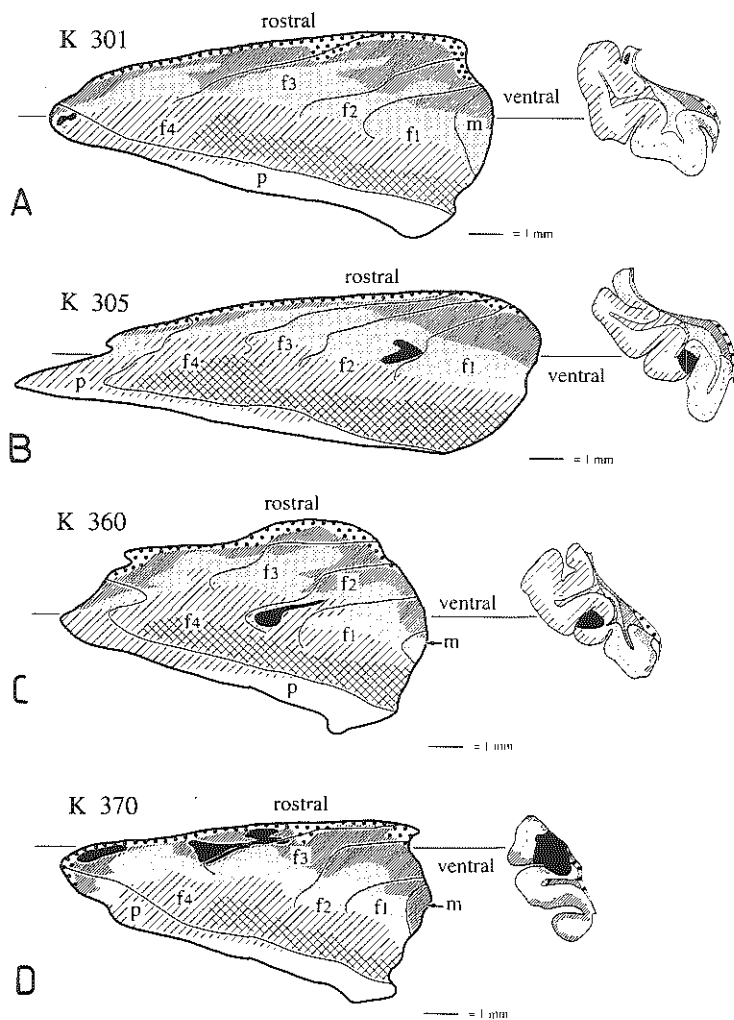 K 301
rostral
f3
f2
f4
f1
m
ventral
p
A
= 1 mm
K 305
rostral
f4
f3
f2
f1
p
ventral
B
= 1 mm
K 360
rostral
f3
f2
ventral
f4
f1
m
p
C
= 1 mm
K 370
rostral
f3
ventral
f4
f2
f1
m
p
D
= 1 mm